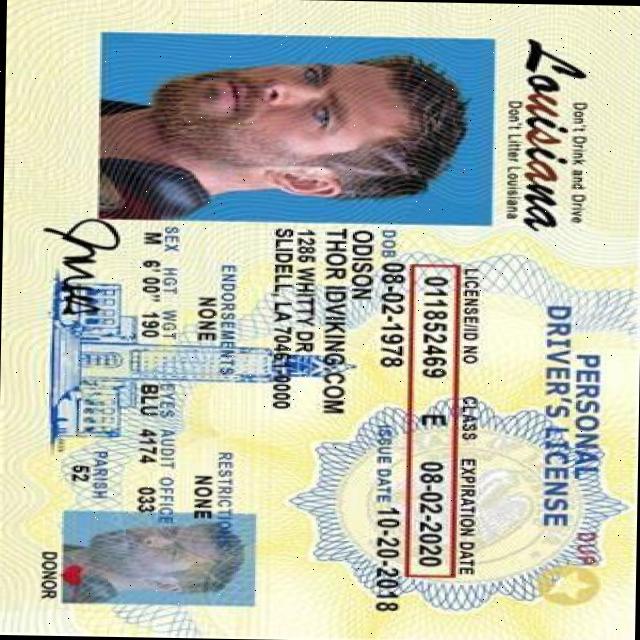 Louisiana
Don't Drink and Drive
Don't Litter Louisiana
PERSONAL
DRIVER'S LICENSE
DUP
LICENSE/ID NO CLASS EXPIRATION DATE
011852469 E 08-02-2020
DOB 08-02-1978 ISSUE DATE 10-20-2018
ODISON
THOR IDVIKING.COM
1285 WHITTY DR
SLIDELL, LA 70461-0000
ENDORSEMENTS RESTRICTION
NONE NONE
SEX HGT WGT EYES AUDIT OFFICE
M 6'00" 190 BLU 4174 033
PARISH
52
DONOR